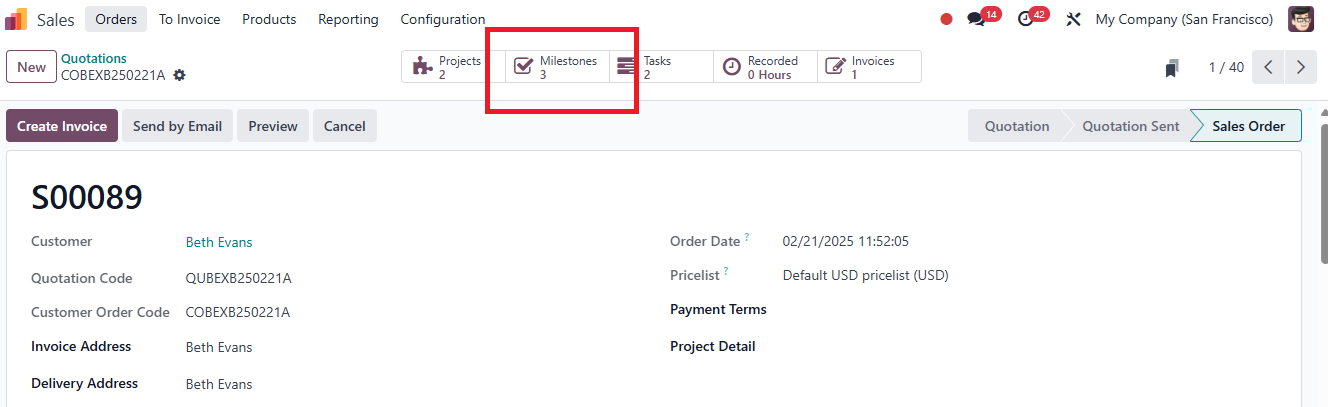 Sales Orders To Invoice Products Reporting Configuration 14 42 My Company (San Francisco)
New Quotations Projects Milestones Tasks Recorded Invoices 1 / 40
COBEXB250221A 2 3 2 0 Hours 1
Create Invoice Send by Email Preview Cancel Quotation Quotation Sent Sales Order
S00089
Customer Beth Evans Order Date ? 02/21/2025 11:52:05
Quotation Code QUBEXB250221A Pricelist ? Default USD pricelist (USD)
Customer Order Code COBEXB250221A Payment Terms
Invoice Address Beth Evans Project Detail
Delivery Address Beth Evans